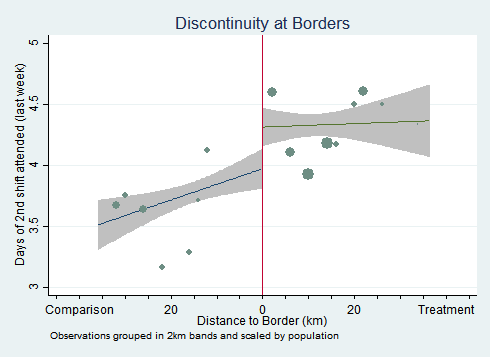 Discontinuity at Borders
Days of 2nd shift attended (last week)
5
4.5
4
3.5
3
Comparison 20 0 20 Treatment
Distance to Border (km)
Observations grouped in 2km bands and scaled by population